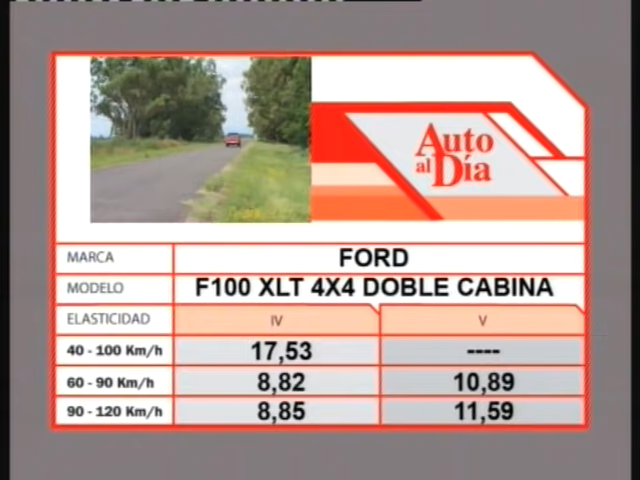 Auto
al Día
MARCA FORD
MODELO F100 XLT 4X4 DOBLE CABINA
ELASTICIDAD IV V
40 - 100 Km/h 17,53 ----
60 - 90 Km/h 8,82 10,89
90 - 120 Km/h 8,85 11,59